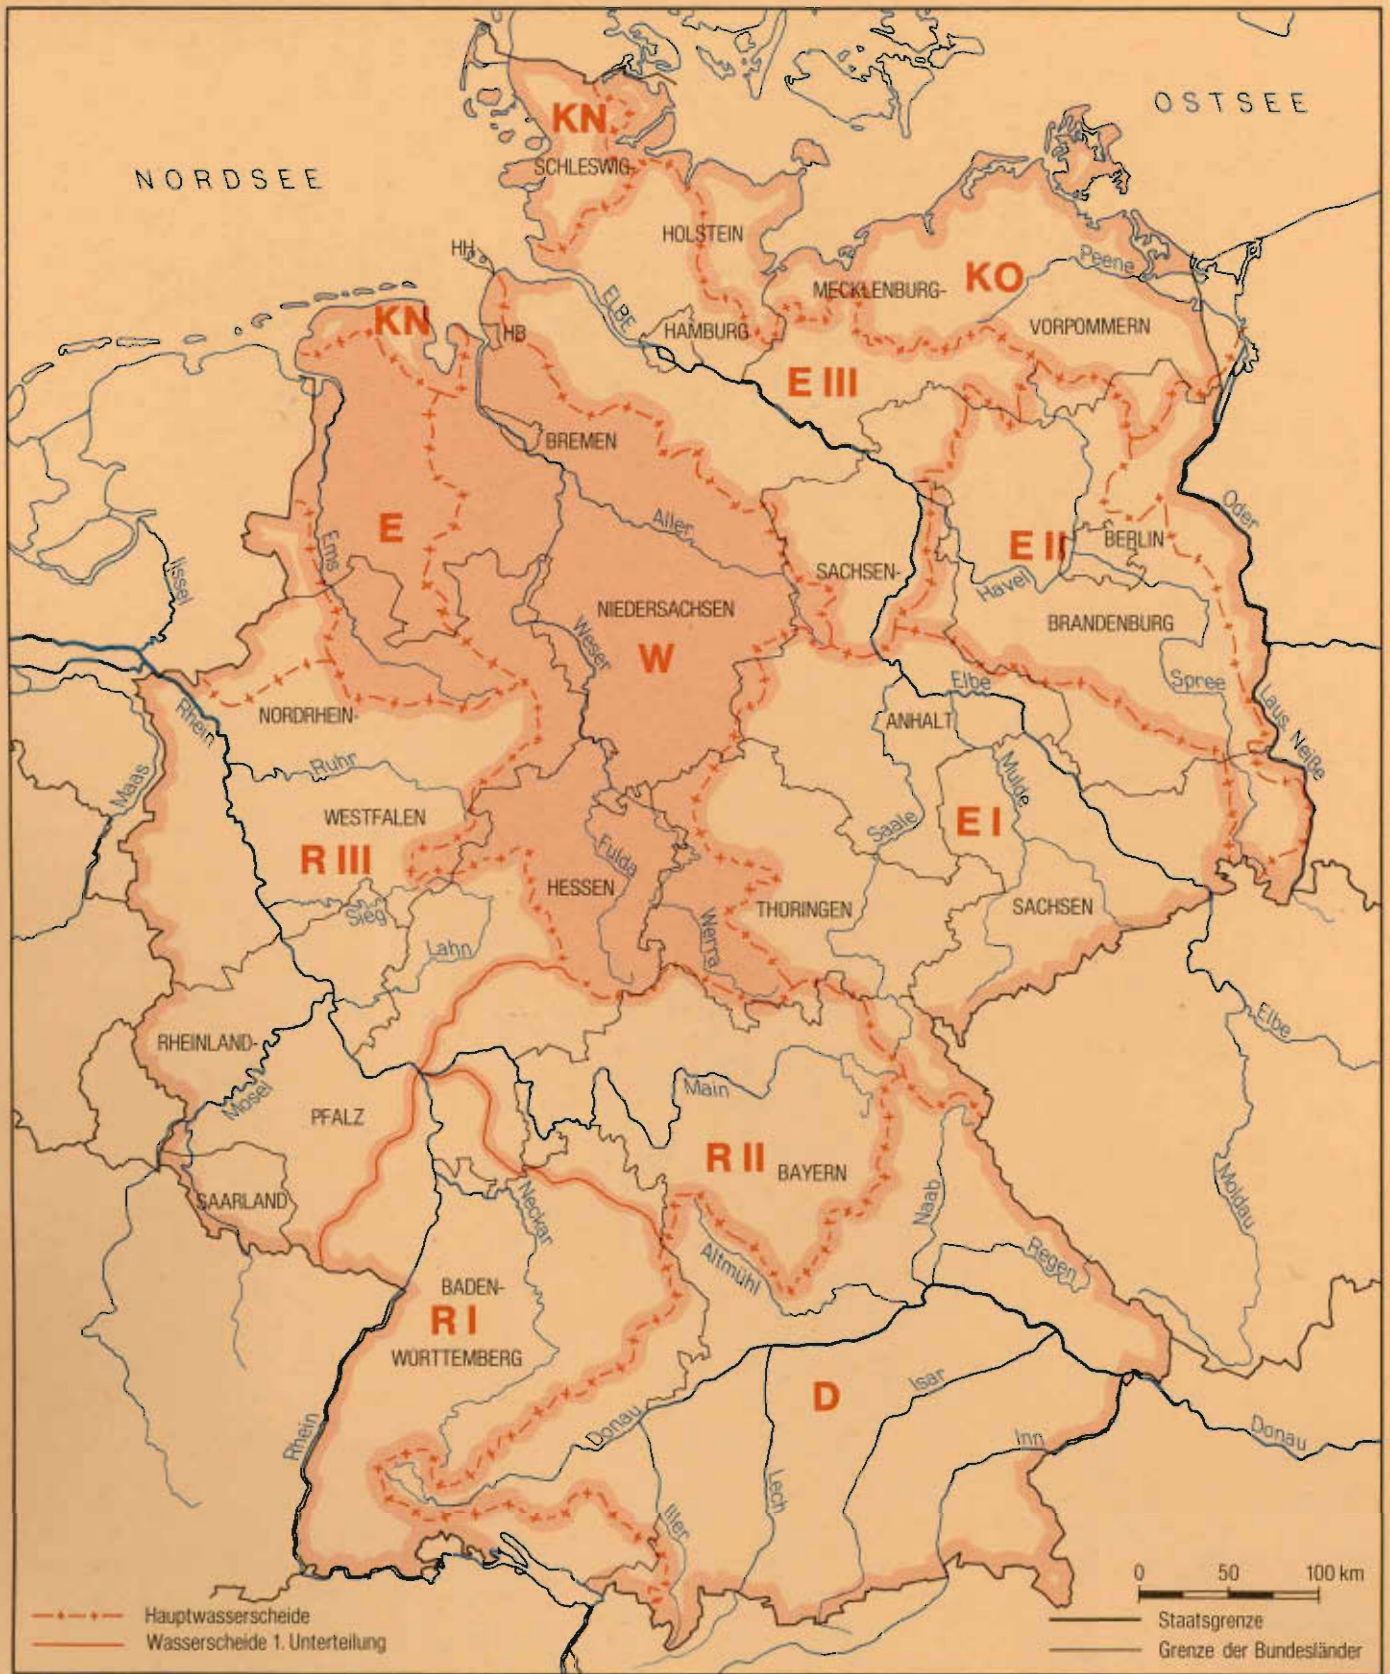 OSTSEE
KN
NORDSEE
SCHLESWIG-
HOLSTEIN
HH
Peene
KO
MECKLENBURG-
ELBE
KN
HB
HAMBURG
VORPOMMERN
E III
BREMEN
Oder
Aller
E
Ems
E II
BERLIN
IJssel
SACHSEN-
Havel
NIEDERSACHSEN
BRANDENBURG
Weser
W
Elbe
Spree
Rhein
NORDRHEIN-
ANHALT
Laus. Neiße
Ruhr
Maas
Mulde
WESTFALEN
E I
Saale
R III
Fulda
HESSEN
THÜRINGEN
SACHSEN
Sieg
Werra
Lahn
Elbe
RHEINLAND-
Mosel
Main
PFALZ
R II
BAYERN
SAARLAND
Neckar
Naab
Moldau
Altmühl
Regen
BADEN-
R I
WÜRTTEMBERG
Isar
D
Donau
Rhein
Inn
Donau
Lech
Iller
0 50 100 km
Hauptwasserscheide
Wasserscheide 1. Unterteilung
Staatsgrenze
Grenze der Bundesländer